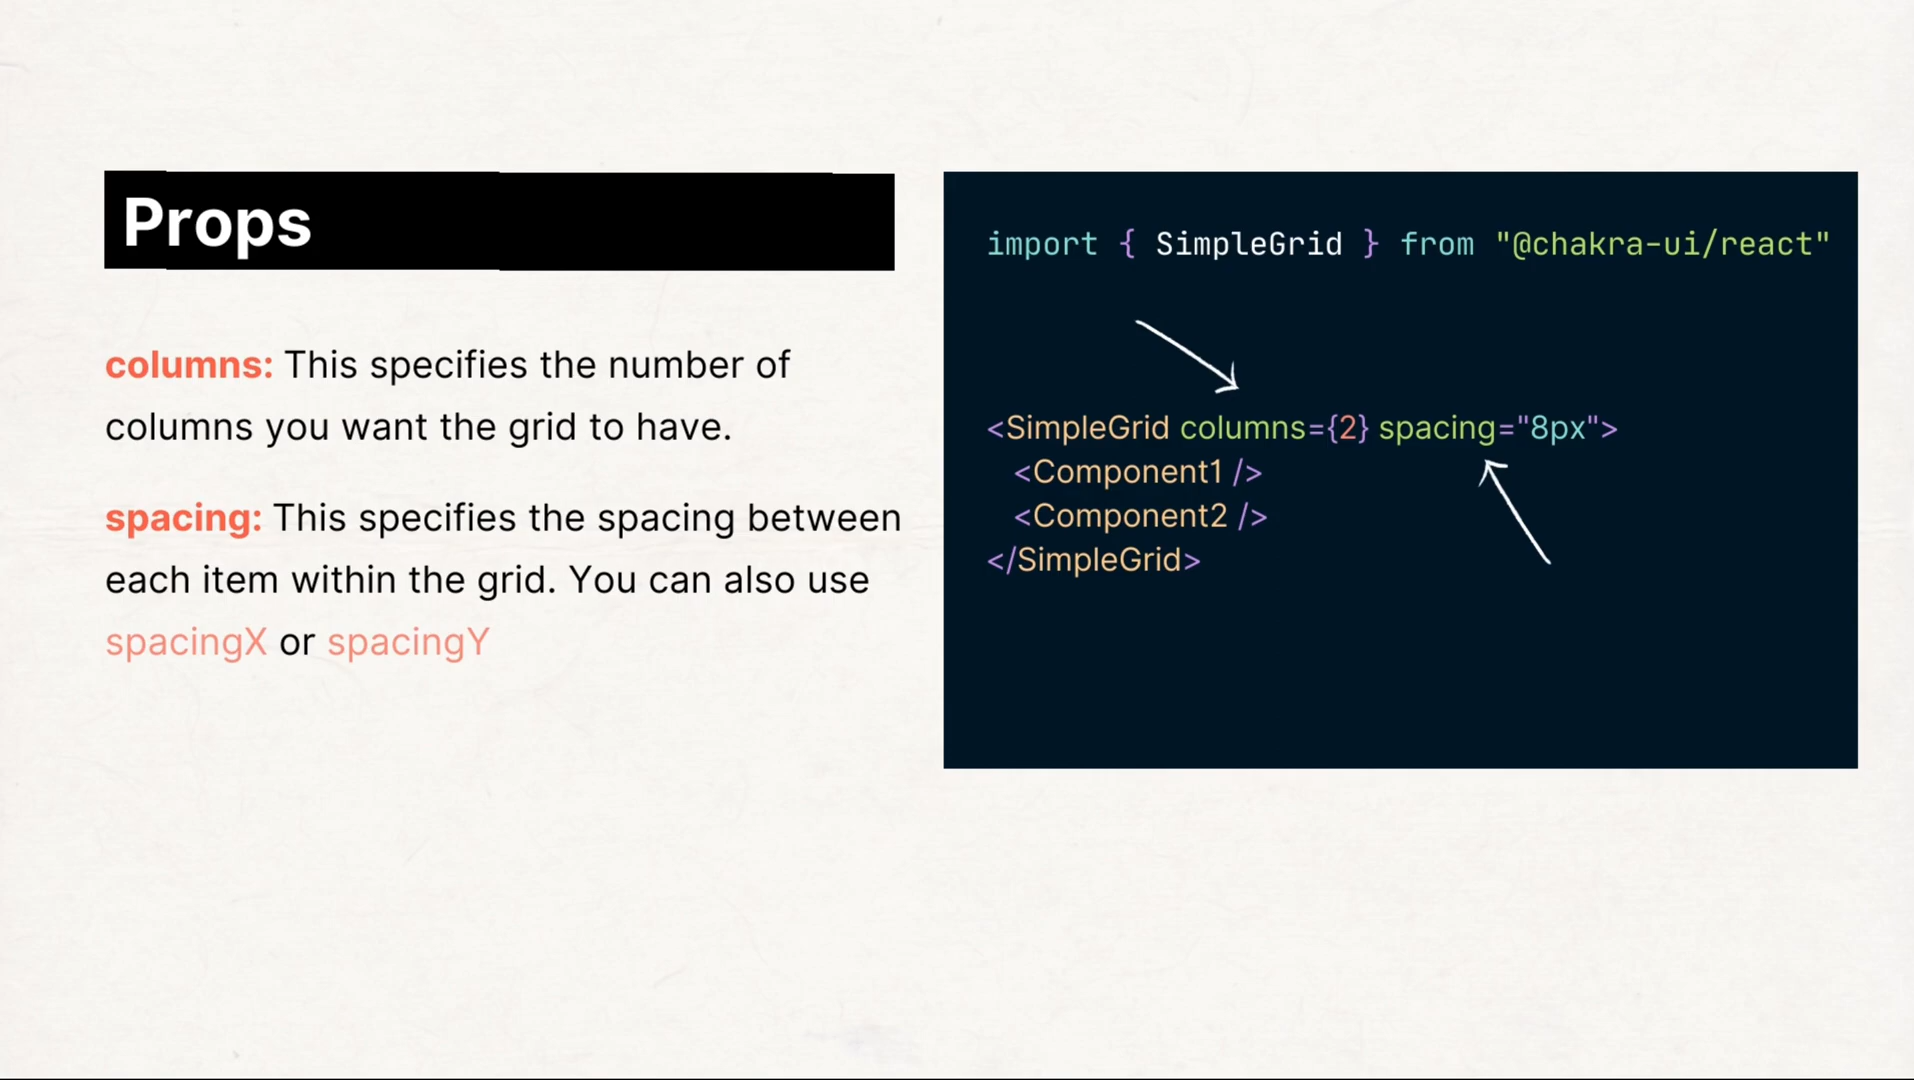 Props
columns: This specifies the number of
columns you want the grid to have.
spacing: This specifies the spacing between
each item within the grid. You can also use
spacingX or spacingY
import { SimpleGrid } from "@chakra-ui/react"
<SimpleGrid columns={2} spacing="8px">
<Component1 />
<Component2 />
</SimpleGrid>